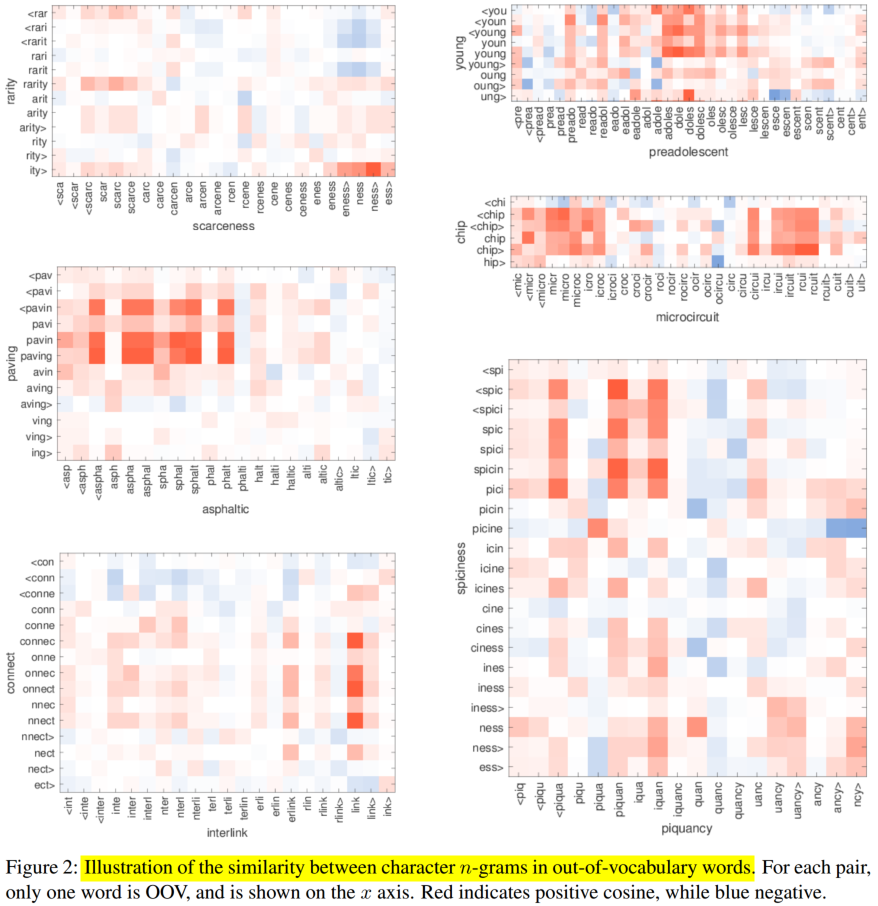 <rar
<rari
<rarit
rari
rarit
rarity
arit
arity
arity>
rity
rity>
ity>
rarity
<sca <scar <scarc scar scarc scarce carc carce carcen arce arcen arcene rcen rcene rcenes cene cenes ceness enes eness eness> ness ness> ess>
scarceness
<you
<youn
<young
youn
young
young>
oung
oung>
ung>
young
<pre <prea <pread prea pread preado read reado readol eado eadol eadole adol adole adoles dole doles dolesc oles olesc olesce lesc lesce lescen esce escen escent scen scent scent> cent cent> ent>
preadolescent
<chi
<chip
<chip>
chip
chip>
hip>
chip
<mic <micr <micro micr micro microc icro icroc icroci croc croci crocir roci rocir rocirc ocir ocirc ocircu circ circu circui ircu ircui ircuit rcui rcuit rcuit> cuit cuit> uit>
microcircuit
<pav
<pavi
<pavin
pavi
pavin
paving
avin
aving
aving>
ving
ving>
ing>
paving
<asp <asph <aspha asph aspha asphal spha sphal sphalt phal phalt phalti halt halti haltic alti altic altic> ltic ltic> tic>
asphaltic
<con
<conn
<conne
conn
conne
connec
onne
onnec
onnect
nnec
nnect
nnect>
nect
nect>
ect>
connect
<int <inte <inter inte inter interl nter nterl nterli terl terli terlin erli erlin erlink rlin rlink rlink> link link> ink>
interlink
<spi
<spic
<spici
spic
spici
spicin
pici
picin
picine
icin
icine
icines
cine
cines
ciness
ines
iness
iness>
ness
ness>
ess>
spiciness
<piq <piqu <piqua piqu piqua piquan iqua iquan iquanc quan quanc quancy uanc uancy uancy> ancy ancy> ncy>
piquancy
Figure 2: Illustration of the similarity between character n-grams in out-of-vocabulary words. For each pair,
only one word is OOV, and is shown on the x axis. Red indicates positive cosine, while blue negative.